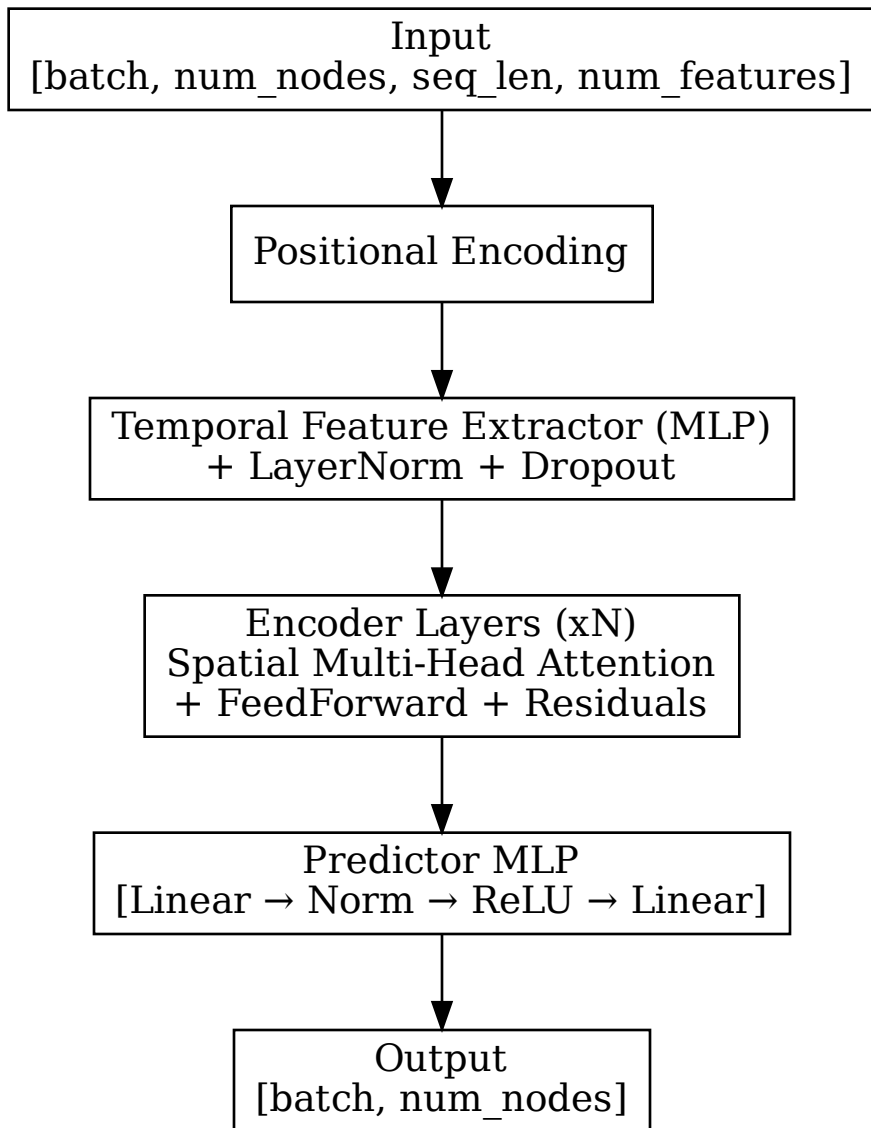 Input
[batch, num_nodes, seq_len, num_features]
Positional Encoding
Temporal Feature Extractor (MLP)
+ LayerNorm + Dropout
Encoder Layers (xN)
Spatial Multi-Head Attention
+ FeedForward + Residuals
Predictor MLP
[Linear → Norm → ReLU → Linear]
Output
[batch, num_nodes]